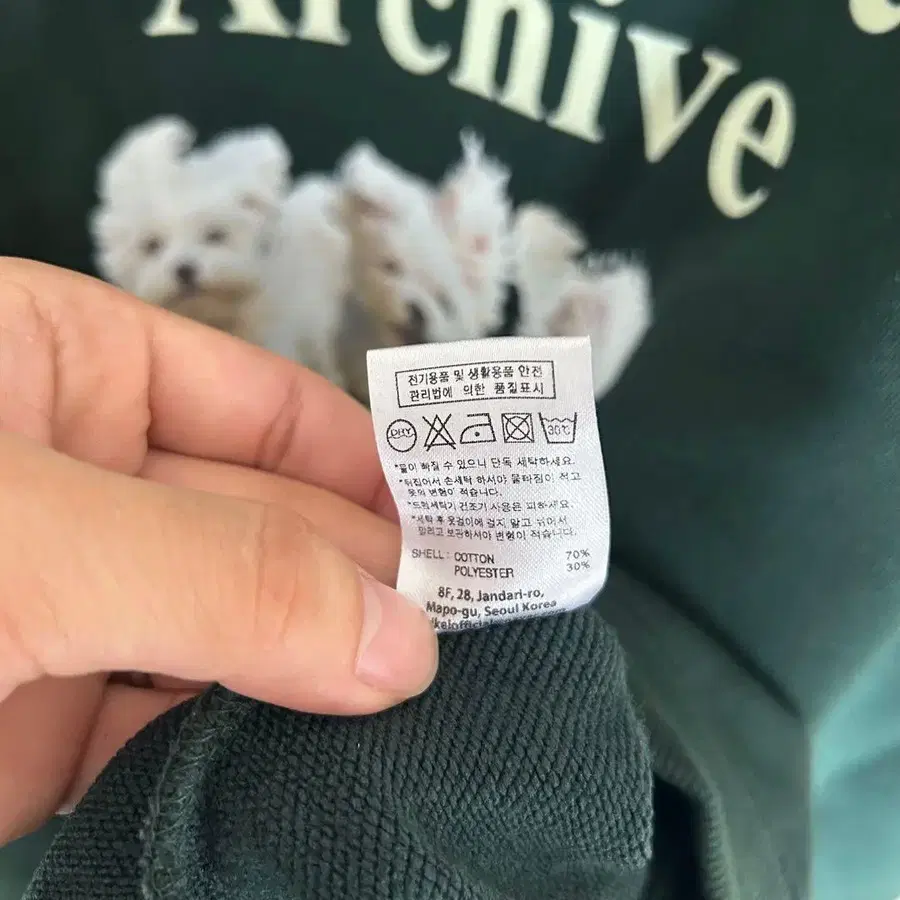 Archive
전기용품 및 생활용품 안전
관리법에 의한 품질표시
DRY 30℃
*물이 빠질 수 있으니 단독 세탁하세요.
*뒤집어서 손세탁 하셔야 물빠짐이 적고
옷의 변형이 적습니다.
*드럼세탁기 건조기 사용은 피하세요.
*세탁 후 옷걸이에 걸지 말고 뉘어서
말리고 보관하셔야 변형이 적습니다.
SHELL : COTTON 70%
POLYESTER 30%
8F, 28, Jandari-ro,
Mapo-gu, Seoul Korea